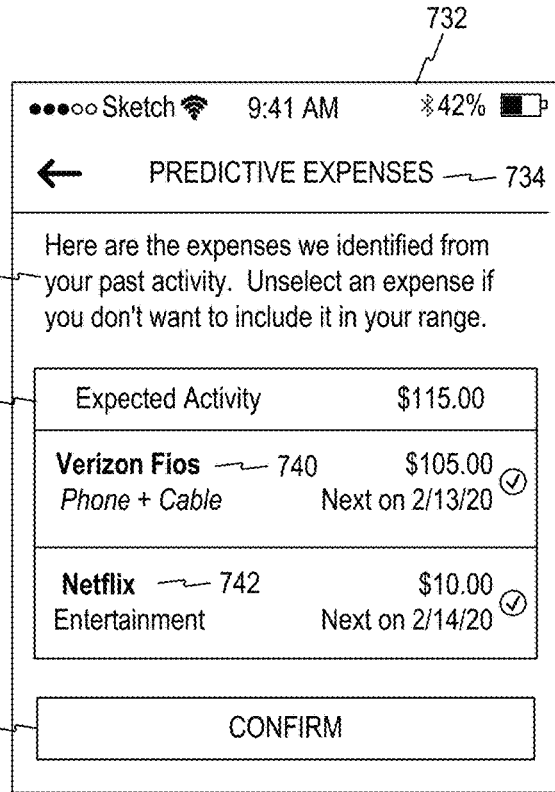 732
Sketch 9:41 AM 42%
PREDICTIVE EXPENSES 734
Here are the expenses we identified from
your past activity. Unselect an expense if
you don't want to include it in your range.
Expected Activity $115.00
Verizon Fios 740 $105.00
Phone + Cable Next on 2/13/20
Netflix 742 $10.00
Entertainment Next on 2/14/20
CONFIRM